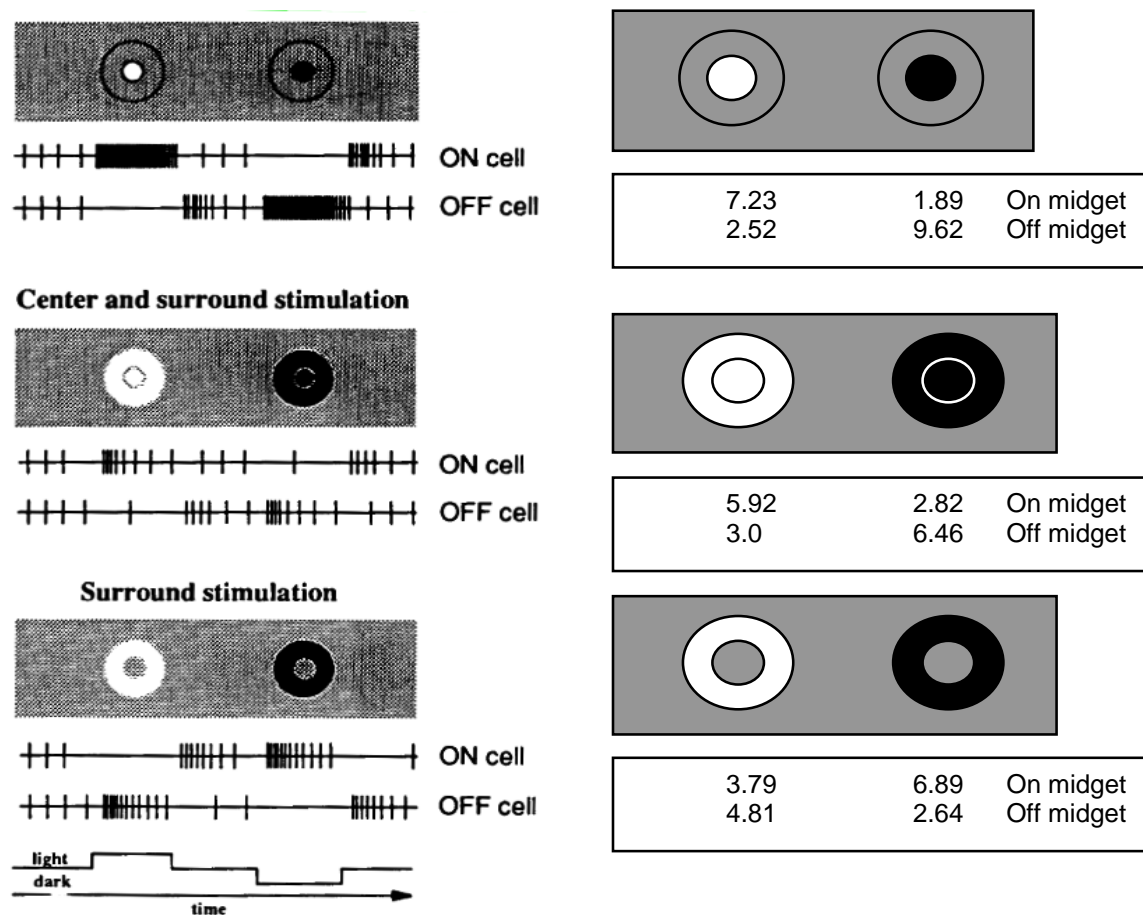 ON cell
OFF cell
7.23 1.89 On midget
2.52 9.62 Off midget
Center and surround stimulation
ON cell
OFF cell
5.92 2.82 On midget
3.0 6.46 Off midget
Surround stimulation
ON cell
OFF cell
3.79 6.89 On midget
4.81 2.64 Off midget
light
dark
time